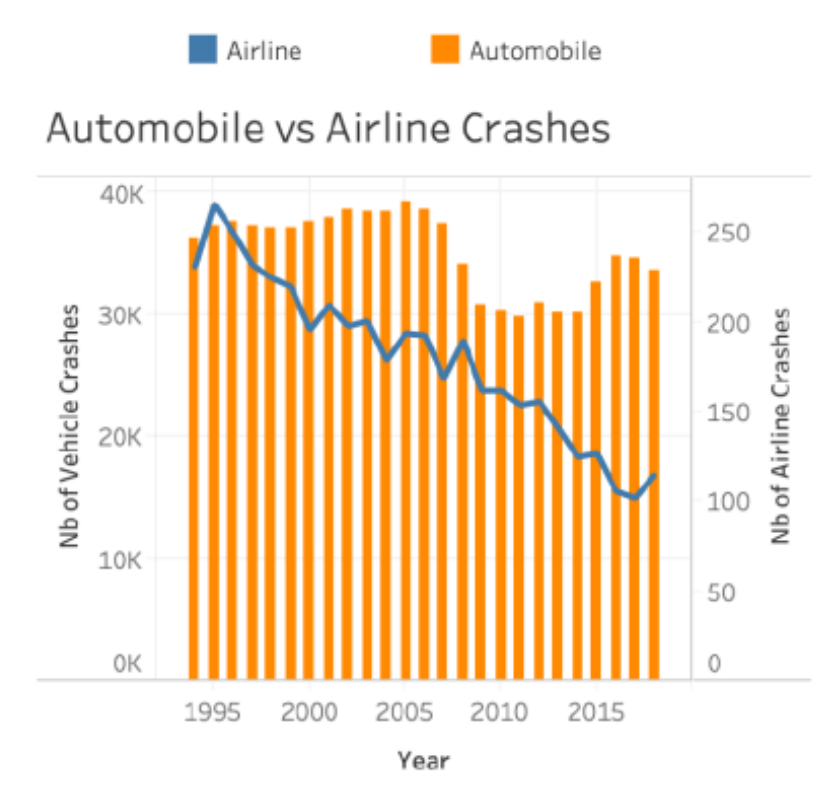 Airline Automobile
Automobile vs Airline Crashes
40K
30K
20K
10K
0K
Nb of Vehicle Crashes
250
200
150
100
50
0
Nb of Airline Crashes
1995 2000 2005 2010 2015
Year